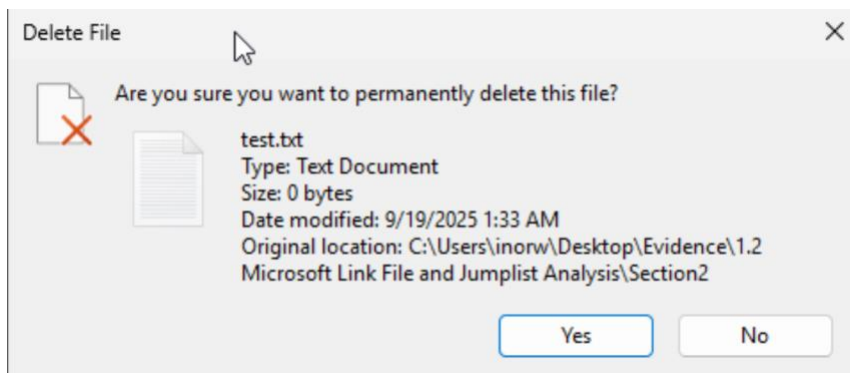 Delete File
Are you sure you want to permanently delete this file?
test.txt
Type: Text Document
Size: 0 bytes
Date modified: 9/19/2025 1:33 AM
Original location: C:\Users\inorw\Desktop\Evidence\1.2
Microsoft Link File and Jumplist Analysis\Section2
Yes
No